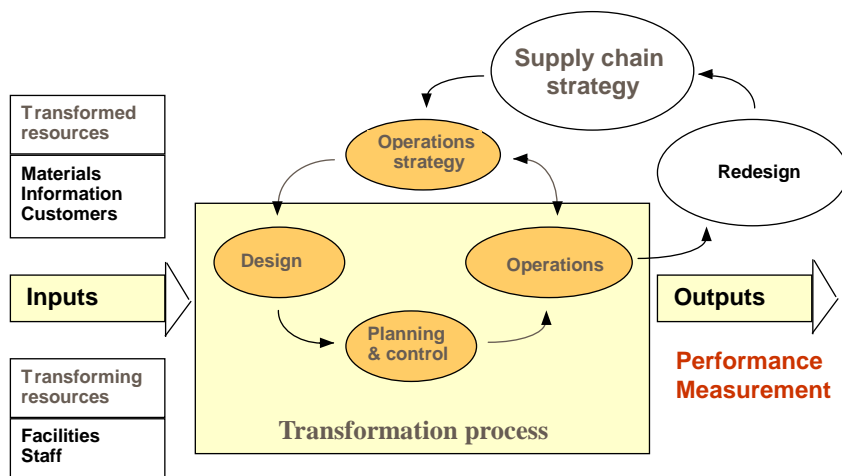 Supply chain
strategy
Transformed
resources
Materials
Information
Customers
Operations
strategy
Redesign
Design
Operations
Inputs
Outputs
Planning
& control
Performance
Measurement
Transforming
resources
Facilities
Staff
Transformation process